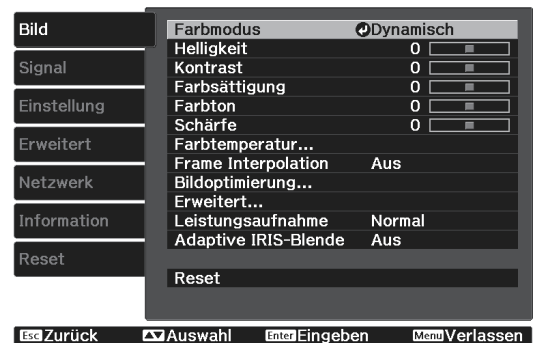 Bild
Signal
Einstellung
Erweitert
Netzwerk
Information
Reset
Farbmodus Dynamisch
Helligkeit 0
Kontrast 0
Farbsättigung 0
Farbton 0
Schärfe 0
Farbtemperatur...
Frame Interpolation Aus
Bildoptimierung...
Erweitert...
Leistungsaufnahme Normal
Adaptive IRIS-Blende Aus
Reset
Esc Zurück Auswahl Enter Eingeben Menu Verlassen